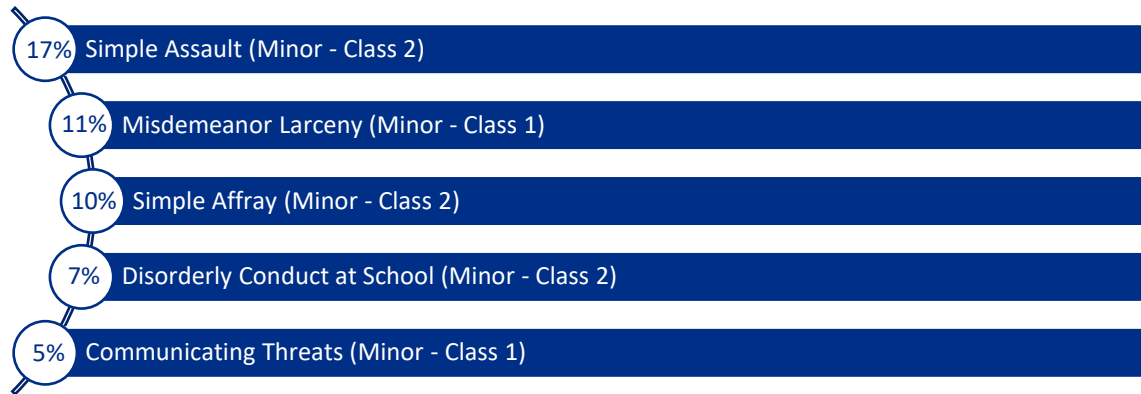 17% Simple Assault (Minor - Class 2)
11% Misdemeanor Larceny (Minor - Class 1)
10% Simple Affray (Minor - Class 2)
7% Disorderly Conduct at School (Minor - Class 2)
5% Communicating Threats (Minor - Class 1)